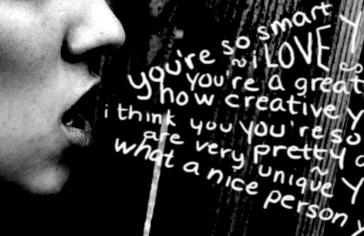 you're so smart Y
~ i LOVE
you're a great
how creative Y
i think you you're so
are very pretty a
~ unique Y
what a nice person y